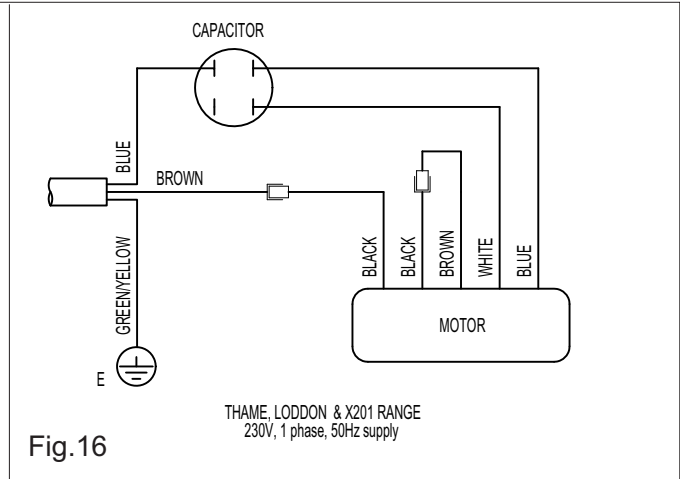 CAPACITOR
BLUE
BROWN
GREEN/YELLOW
E
BLACK
BLACK
BROWN
WHITE
BLUE
MOTOR
THAME, LODDON & X201 RANGE
230V, 1 phase, 50Hz supply
Fig.16